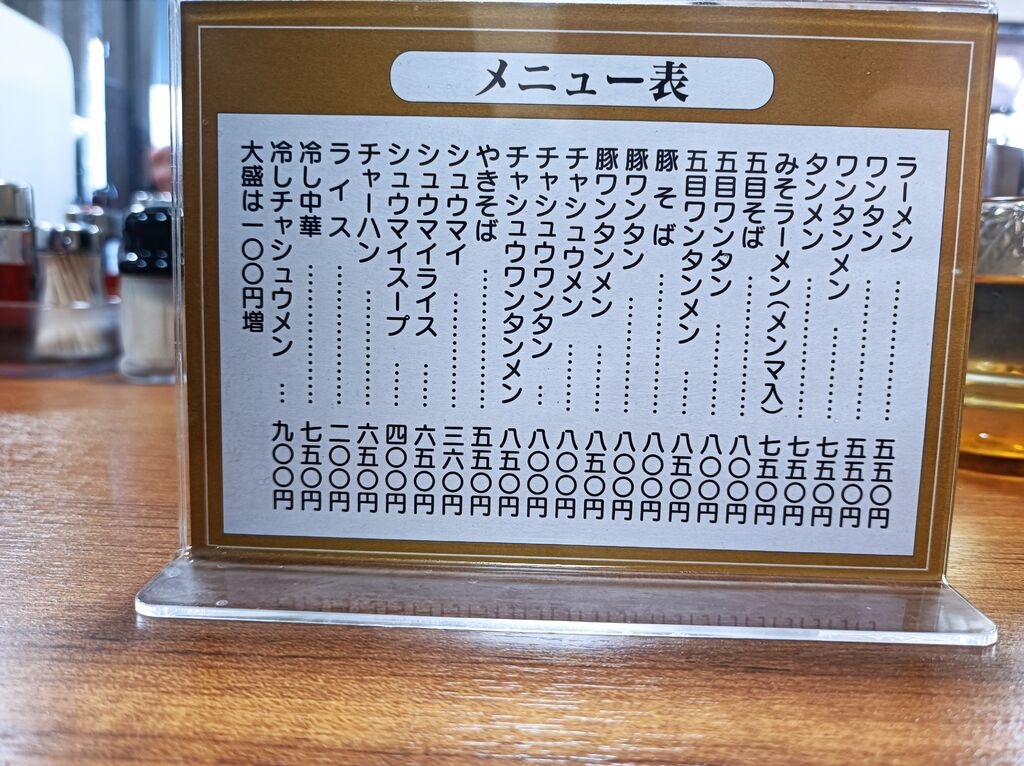 メニュー表
ラーメン ……………… 五五〇円
ワンタン ……………… 五五〇円
ワンタンメン ………… 七五〇円
タンメン ……………… 七五〇円
みそラーメン(メンマ入) 七五〇円
五目そば ……………… 八〇〇円
五目ワンタン ………… 八〇〇円
五目ワンタンメン …… 八五〇円
豚そば ………………… 八〇〇円
豚ワンタン …………… 八〇〇円
豚ワンタンメン ……… 八五〇円
チャシュウメン ……… 八〇〇円
チャシュウワンタン … 八〇〇円
チャシュウワンタンメン 八五〇円
やきそば ……………… 五五〇円
シュウマイ …………… 三六〇円
シュウマイライス …… 六五〇円
シュウマイスープ …… 四〇〇円
チャーハン …………… 六五〇円
ライス ………………… 二〇〇円
冷し中華 ……………… 七五〇円
冷しチャシュウメン … 九〇〇円
大盛は一〇〇円増